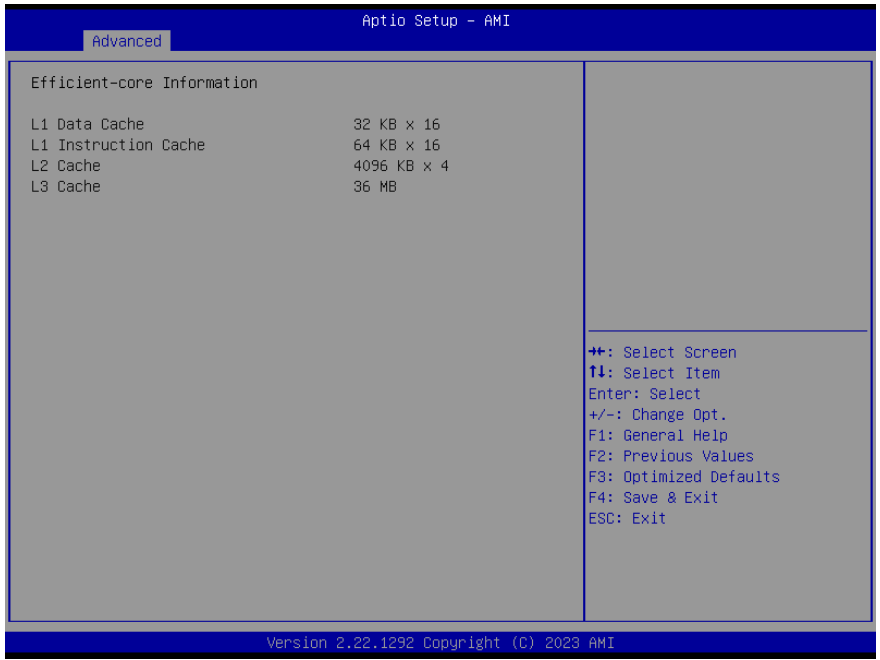 Aptio Setup – AMI
Advanced
Efficient-core Information
L1 Data Cache 32 KB x 16
L1 Instruction Cache 64 KB x 16
L2 Cache 4096 KB x 4
L3 Cache 36 MB
→←: Select Screen
↑↓: Select Item
Enter: Select
+/-: Change Opt.
F1: General Help
F2: Previous Values
F3: Optimized Defaults
F4: Save & Exit
ESC: Exit
Version 2.22.1292 Copyright (C) 2023 AMI